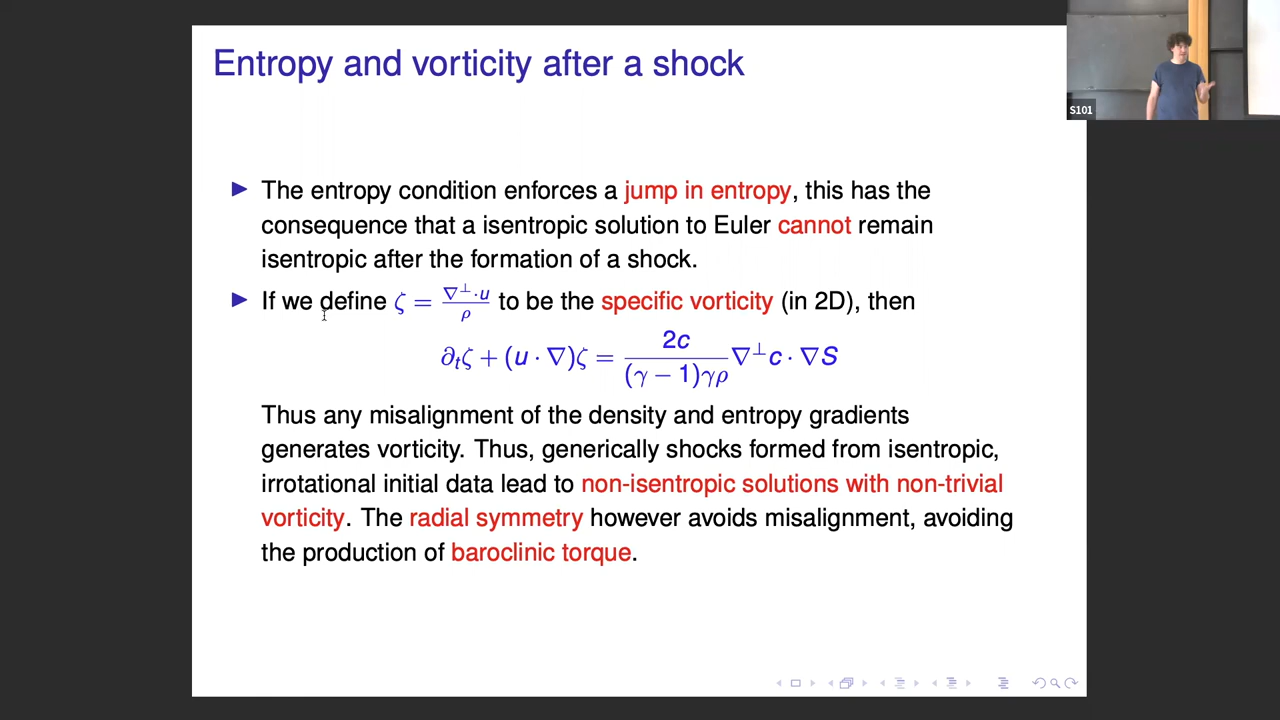 Entropy and vorticity after a shock
S101
▶ The entropy condition enforces a jump in entropy, this has the
consequence that a isentropic solution to Euler cannot remain
isentropic after the formation of a shock.
▶ If we define ζ = ∇⊥·u / ρ to be the specific vorticity (in 2D), then
∂tζ + (u · ∇)ζ = 2c / (γ − 1)γρ ∇⊥c · ∇S
Thus any misalignment of the density and entropy gradients
generates vorticity. Thus, generically shocks formed from isentropic,
irrotational initial data lead to non-isentropic solutions with non-trivial
vorticity. The radial symmetry however avoids misalignment, avoiding
the production of baroclinic torque.